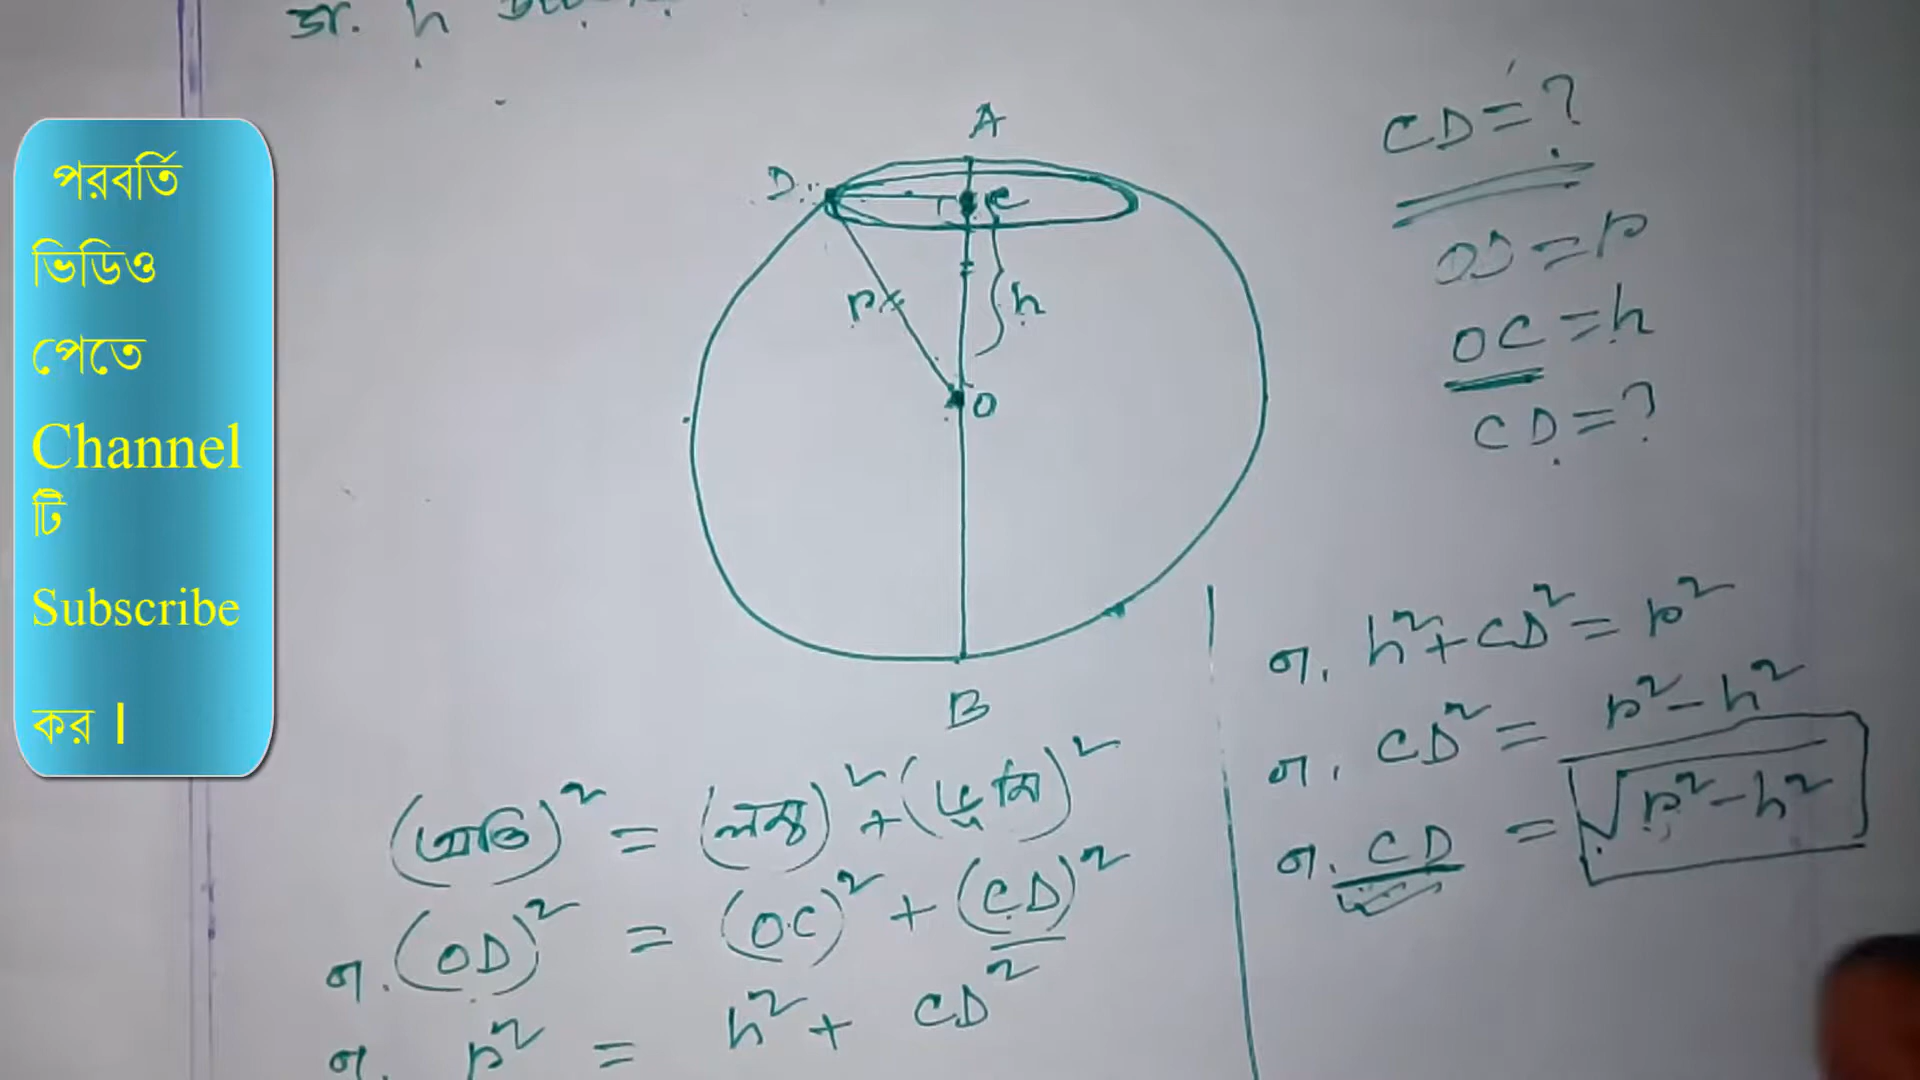 পরবর্তি
ভিডিও
পেতে
Channel
টি
Subscribe
কর ।
h
A
D
C
r
h
O
B
CD = ?
OD = r
OC = h
CD = ?
(অতি)² = (লম্ব)² + (ভূমি)²
বা. (OD)² = (OC)² + (CD)²
বা. r² = h² + CD²
বা. h² + CD² = r²
বা. CD² = r² - h²
বা. CD = √r² - h²